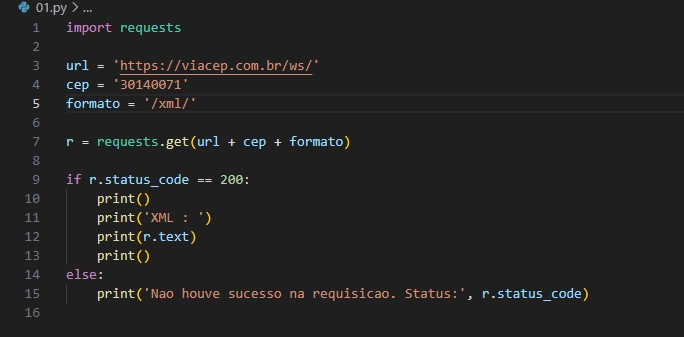 01.py > ...
1 import requests
2
3 url = 'https://viacep.com.br/ws/'
4 cep = '30140071'
5 formato = '/xml/'
6
7 r = requests.get(url + cep + formato)
8
9 if r.status_code == 200:
10     print()
11     print('XML : ')
12     print(r.text)
13     print()
14 else:
15     print('Nao houve sucesso na requisicao. Status:', r.status_code)
16